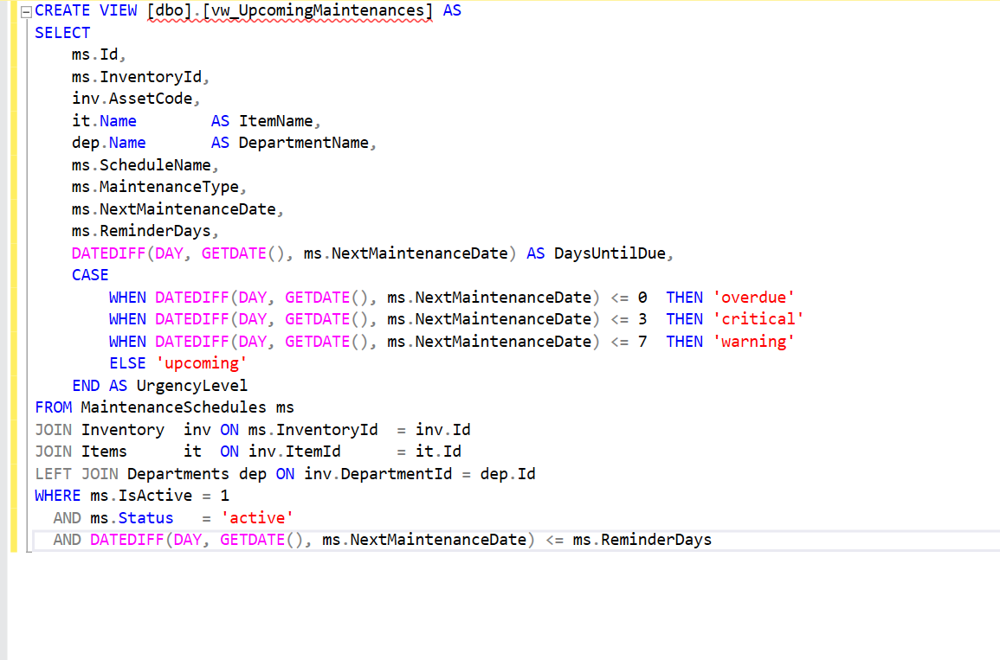 CREATE VIEW [dbo].[vw_UpcomingMaintenances] AS
SELECT
    ms.Id,
    ms.InventoryId,
    inv.AssetCode,
    it.Name        AS ItemName,
    dep.Name       AS DepartmentName,
    ms.ScheduleName,
    ms.MaintenanceType,
    ms.NextMaintenanceDate,
    ms.ReminderDays,
    DATEDIFF(DAY, GETDATE(), ms.NextMaintenanceDate) AS DaysUntilDue,
    CASE
        WHEN DATEDIFF(DAY, GETDATE(), ms.NextMaintenanceDate) <= 0  THEN 'overdue'
        WHEN DATEDIFF(DAY, GETDATE(), ms.NextMaintenanceDate) <= 3  THEN 'critical'
        WHEN DATEDIFF(DAY, GETDATE(), ms.NextMaintenanceDate) <= 7  THEN 'warning'
        ELSE 'upcoming'
    END AS UrgencyLevel
FROM MaintenanceSchedules ms
JOIN Inventory  inv ON ms.InventoryId  = inv.Id
JOIN Items      it  ON inv.ItemId      = it.Id
LEFT JOIN Departments dep ON inv.DepartmentId = dep.Id
WHERE ms.IsActive = 1
  AND ms.Status   = 'active'
  AND DATEDIFF(DAY, GETDATE(), ms.NextMaintenanceDate) <= ms.ReminderDays